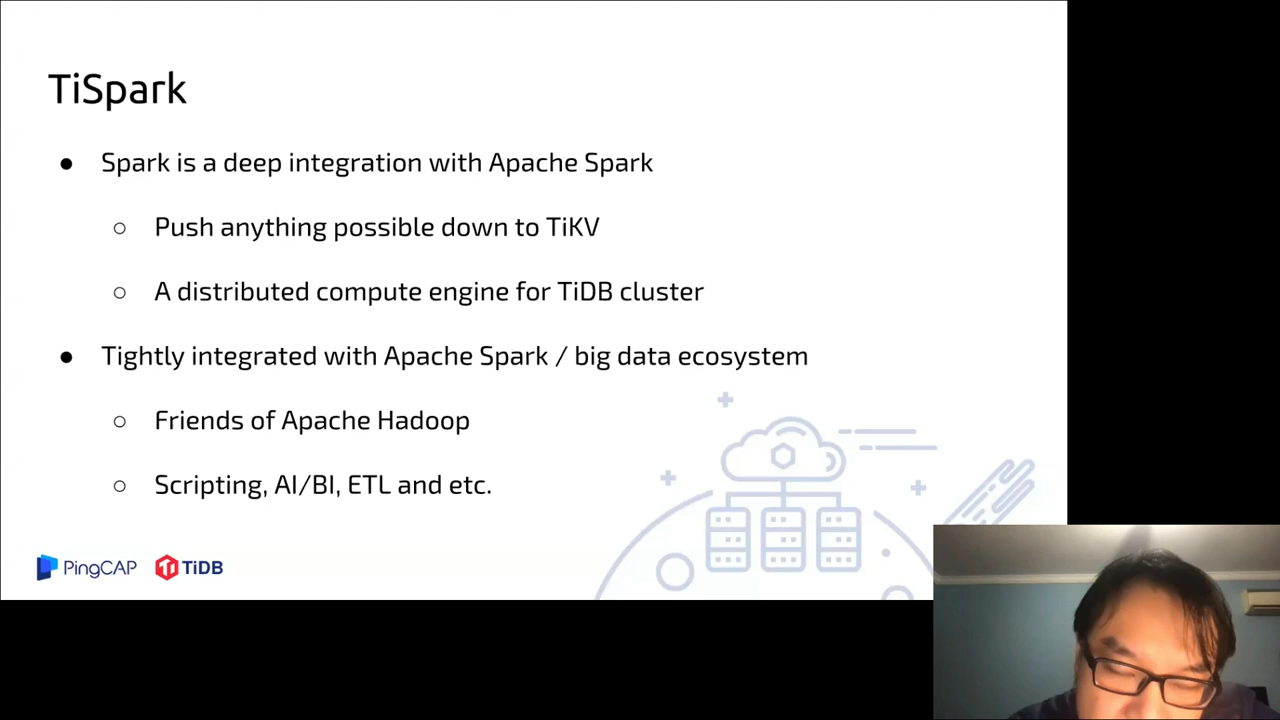 TiSpark
● Spark is a deep integration with Apache Spark
○ Push anything possible down to TiKV
○ A distributed compute engine for TiDB cluster
● Tightly integrated with Apache Spark / big data ecosystem
○ Friends of Apache Hadoop
○ Scripting, AI/BI, ETL and etc.
PingCAP TiDB